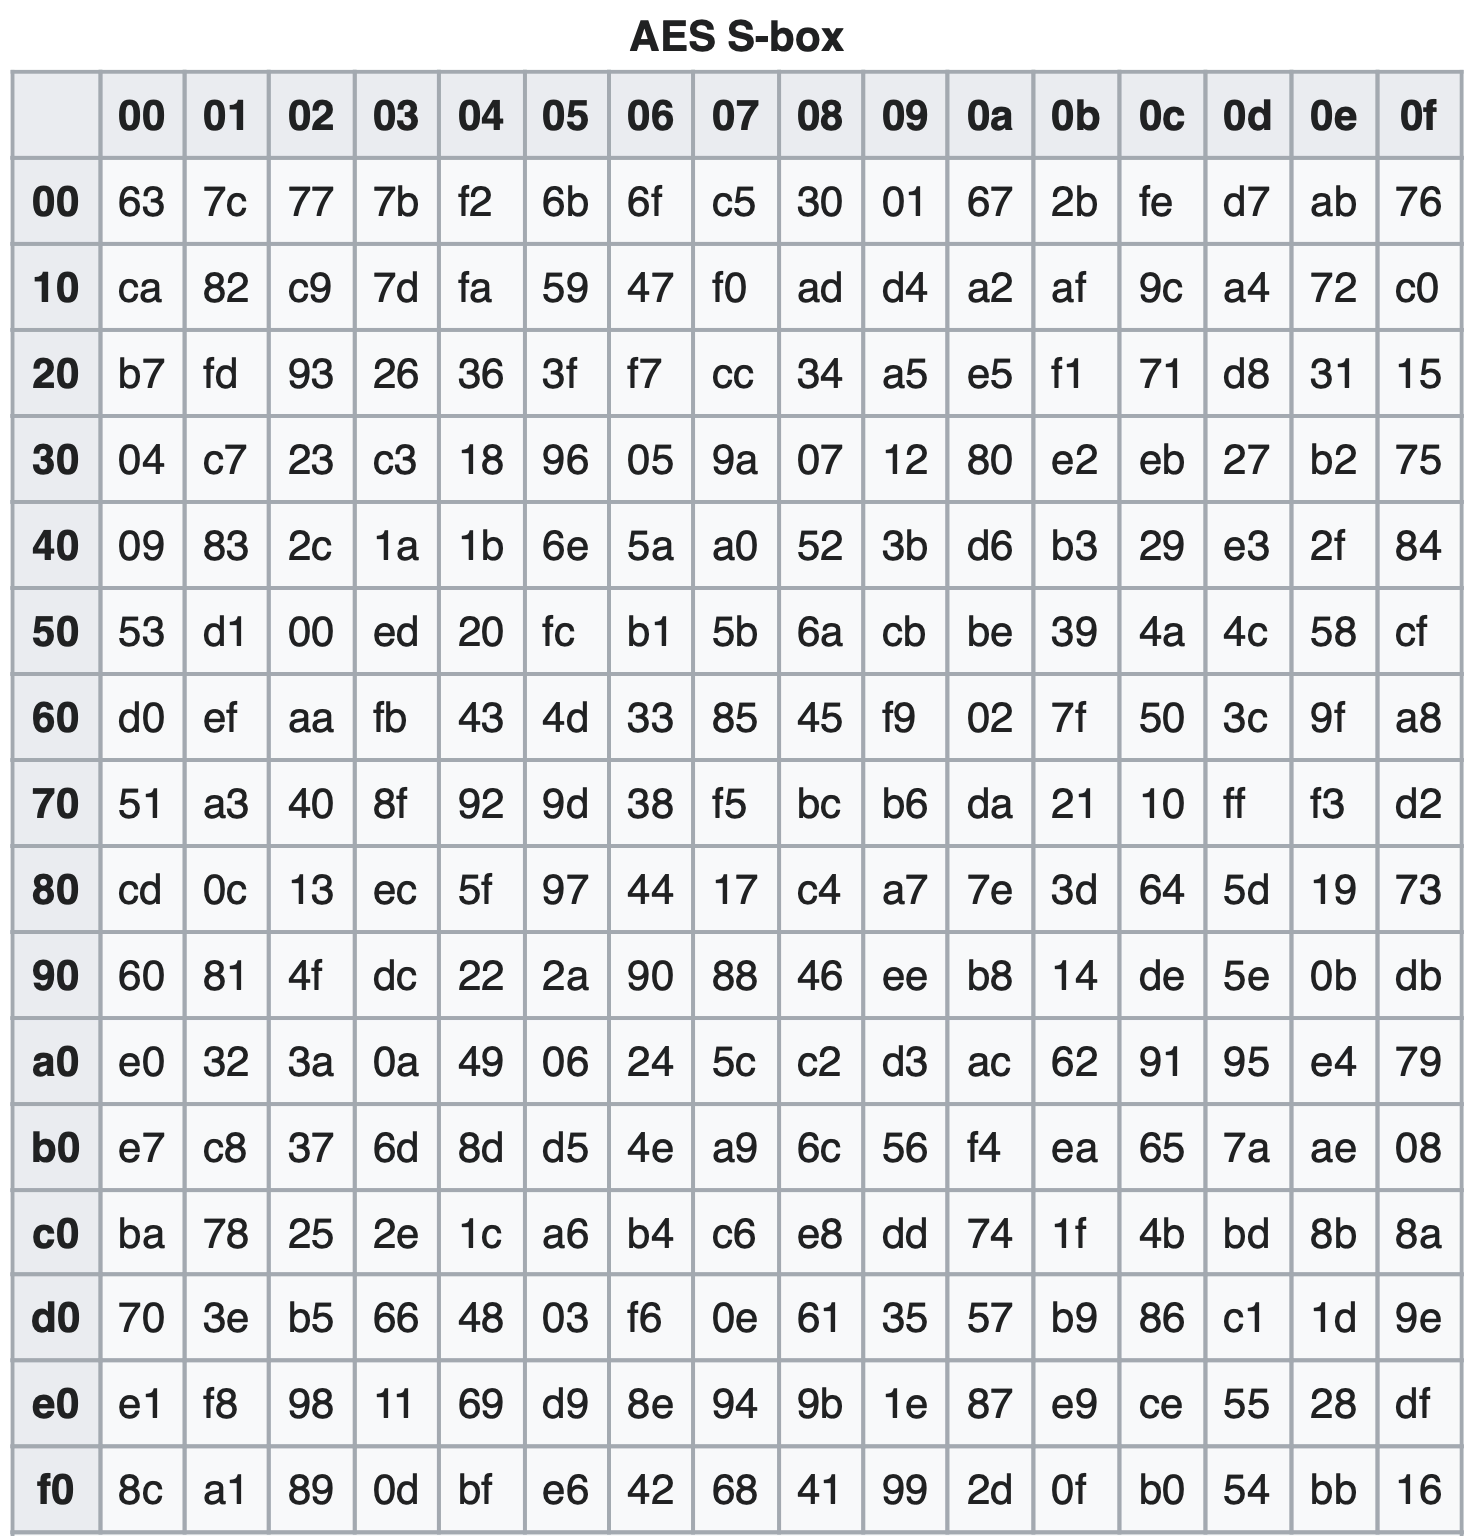 AES S-box
00 01 02 03 04 05 06 07 08 09 0a 0b 0c 0d 0e 0f
00 63 7c 77 7b f2 6b 6f c5 30 01 67 2b fe d7 ab 76
10 ca 82 c9 7d fa 59 47 f0 ad d4 a2 af 9c a4 72 c0
20 b7 fd 93 26 36 3f f7 cc 34 a5 e5 f1 71 d8 31 15
30 04 c7 23 c3 18 96 05 9a 07 12 80 e2 eb 27 b2 75
40 09 83 2c 1a 1b 6e 5a a0 52 3b d6 b3 29 e3 2f 84
50 53 d1 00 ed 20 fc b1 5b 6a cb be 39 4a 4c 58 cf
60 d0 ef aa fb 43 4d 33 85 45 f9 02 7f 50 3c 9f a8
70 51 a3 40 8f 92 9d 38 f5 bc b6 da 21 10 ff f3 d2
80 cd 0c 13 ec 5f 97 44 17 c4 a7 7e 3d 64 5d 19 73
90 60 81 4f dc 22 2a 90 88 46 ee b8 14 de 5e 0b db
a0 e0 32 3a 0a 49 06 24 5c c2 d3 ac 62 91 95 e4 79
b0 e7 c8 37 6d 8d d5 4e a9 6c 56 f4 ea 65 7a ae 08
c0 ba 78 25 2e 1c a6 b4 c6 e8 dd 74 1f 4b bd 8b 8a
d0 70 3e b5 66 48 03 f6 0e 61 35 57 b9 86 c1 1d 9e
e0 e1 f8 98 11 69 d9 8e 94 9b 1e 87 e9 ce 55 28 df
f0 8c a1 89 0d bf e6 42 68 41 99 2d 0f b0 54 bb 16